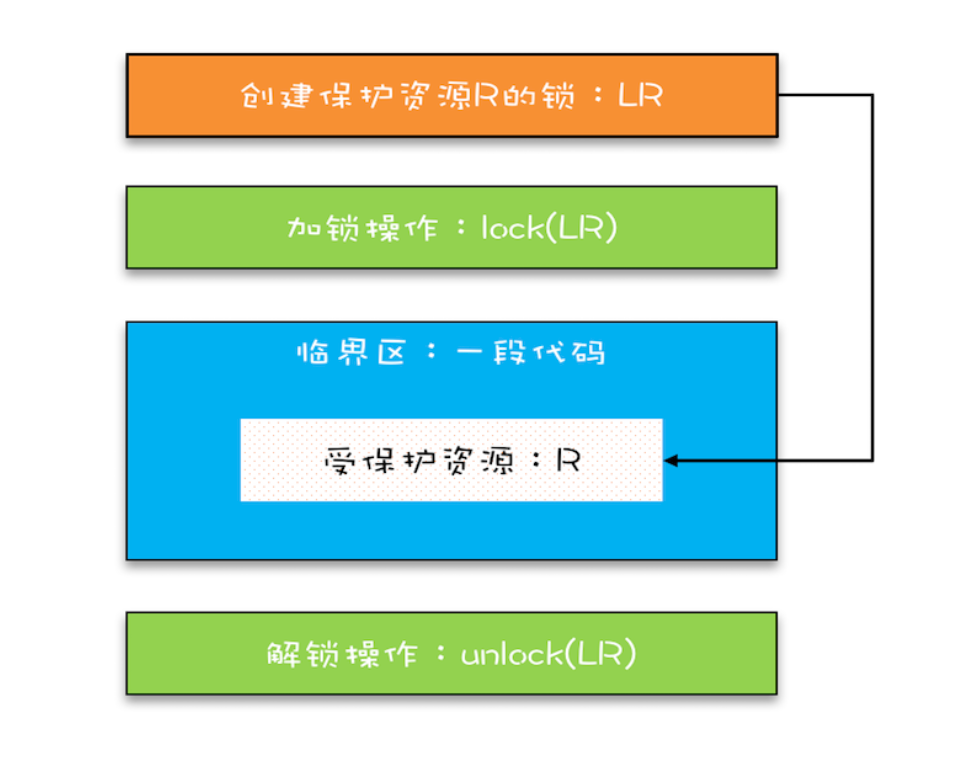 创建保护资源R的锁：LR
加锁操作：lock(LR)
临界区：一段代码
受保护资源：R
解锁操作：unlock(LR)